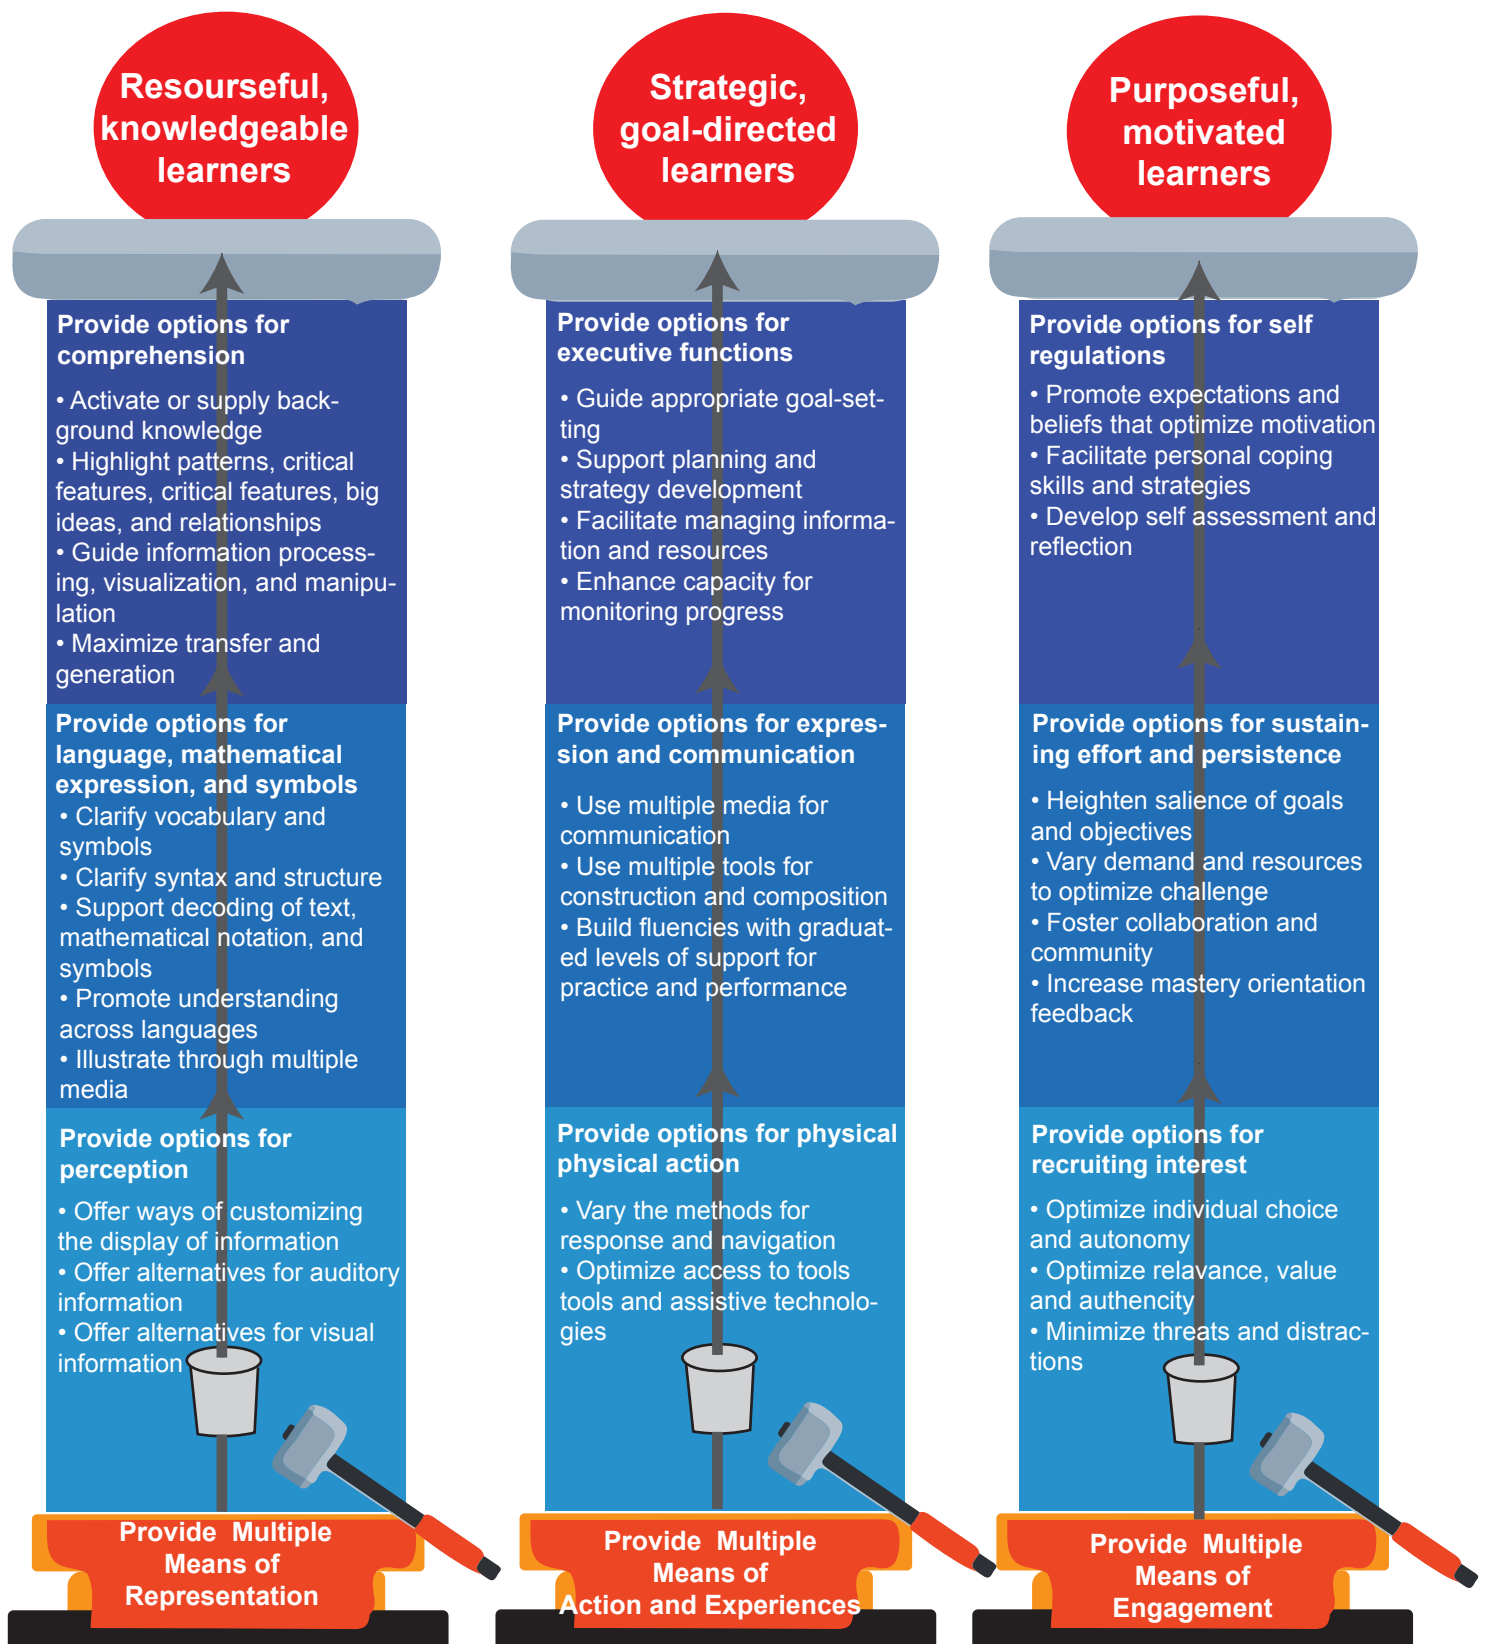 Resourseful,
knowledgeable
learners
Provide options for
comprehension
• Activate or supply back-
ground knowledge
• Highlight patterns, critical
features, critical features, big
ideas, and relationships
• Guide information process-
ing, visualization, and manipu-
lation
• Maximize transfer and
generation
Provide options for
language, mathematical
expression, and symbols
• Clarify vocabulary and
symbols
• Clarify syntax and structure
• Support decoding of text,
mathematical notation, and
symbols
• Promote understanding
across languages
• Illustrate through multiple
media
Provide options for
perception
• Offer ways of customizing
the display of information
• Offer alternatives for auditory
information
• Offer alternatives for visual
information
Provide Multiple
Means of
Representation
Strategic,
goal-directed
learners
Provide options for
executive functions
• Guide appropriate goal-set-
ting
• Support planning and
strategy development
• Facilitate managing informa-
tion and resources
• Enhance capacity for
monitoring progress
Provide options for expres-
sion and communication
• Use multiple media for
communication
• Use multiple tools for
construction and composition
• Build fluencies with graduat-
ed levels of support for
practice and performance
Provide options for physical
physical action
• Vary the methods for
response and navigation
• Optimize access to tools
tools and assistive technolo-
gies
Provide Multiple
Means of
Action and Experiences
Purposeful,
motivated
learners
Provide options for self
regulations
• Promote expectations and
beliefs that optimize motivation
• Facilitate personal coping
skills and strategies
• Develop self assessment and
reflection
Provide options for sustain-
ing effort and persistence
• Heighten salience of goals
and objectives
• Vary demand and resources
to optimize challenge
• Foster collaboration and
community
• Increase mastery orientation
feedback
Provide options for
recruiting interest
• Optimize individual choice
and autonomy
• Optimize relavance, value
and authencity
• Minimize threats and distrac-
tions
Provide Multiple
Means of
Engagement